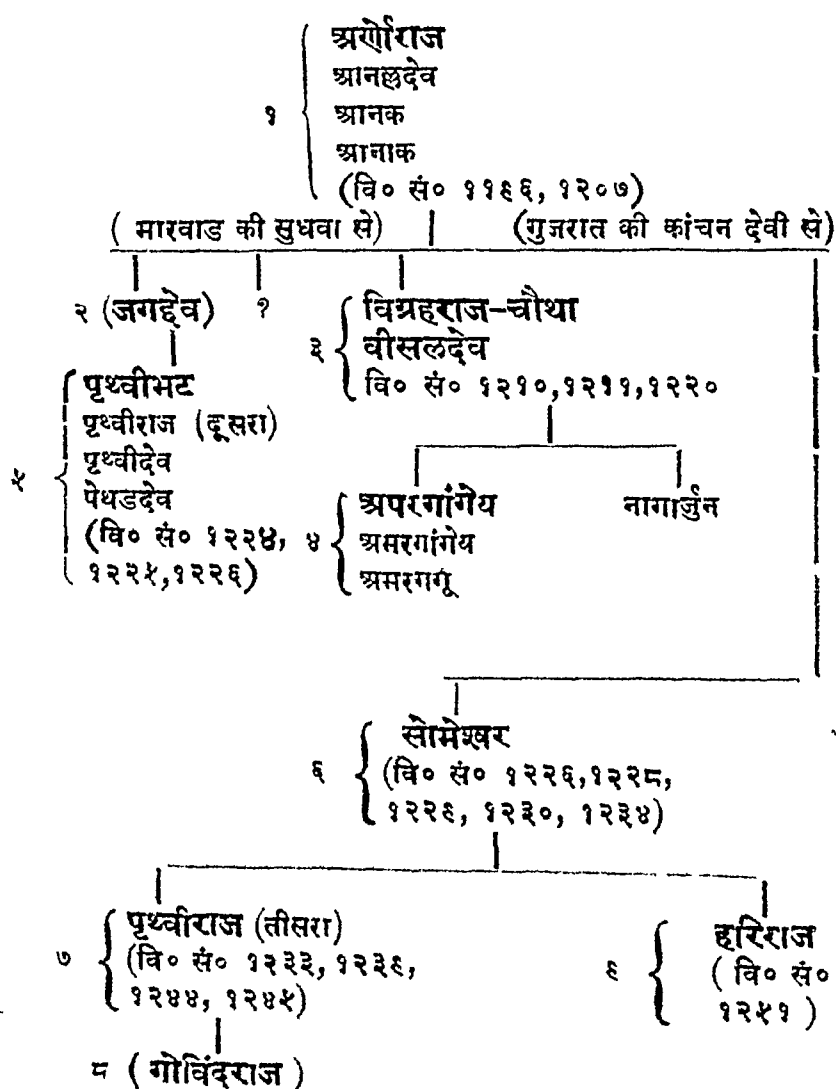 अर्णोराज
आनल्लदेव
१ आनक
आनाक
(वि० सं० ११९६, १२०७)
( मारवाड की सुधवा से) (गुजरात की कांचन देवी से)
२ (जगद्देव) ? विग्रहराज-चौथा
३ वीसलदेव
वि० सं० १२१०,१२११,१२२०
पृथ्वीभट
पृथ्वीराज (दूसरा)
पृथ्वीदेव
५ पेथडदेव
(वि० सं० १२२४,
१२२५,१२२६)
अपरगांगेय नागार्जुन
४ अमरगांगेय
अमरगगू
सोमेश्वर
६ (वि० सं० १२२६,१२२८,
१२२९, १२३०, १२३४)
पृथ्वीराज (तीसरा)
७ (वि० सं० १२३३, १२३९,
१२४४, १२४५)
हरिराज
९ ( वि० सं०
१२५१ )
८ ( गोविंदराज )